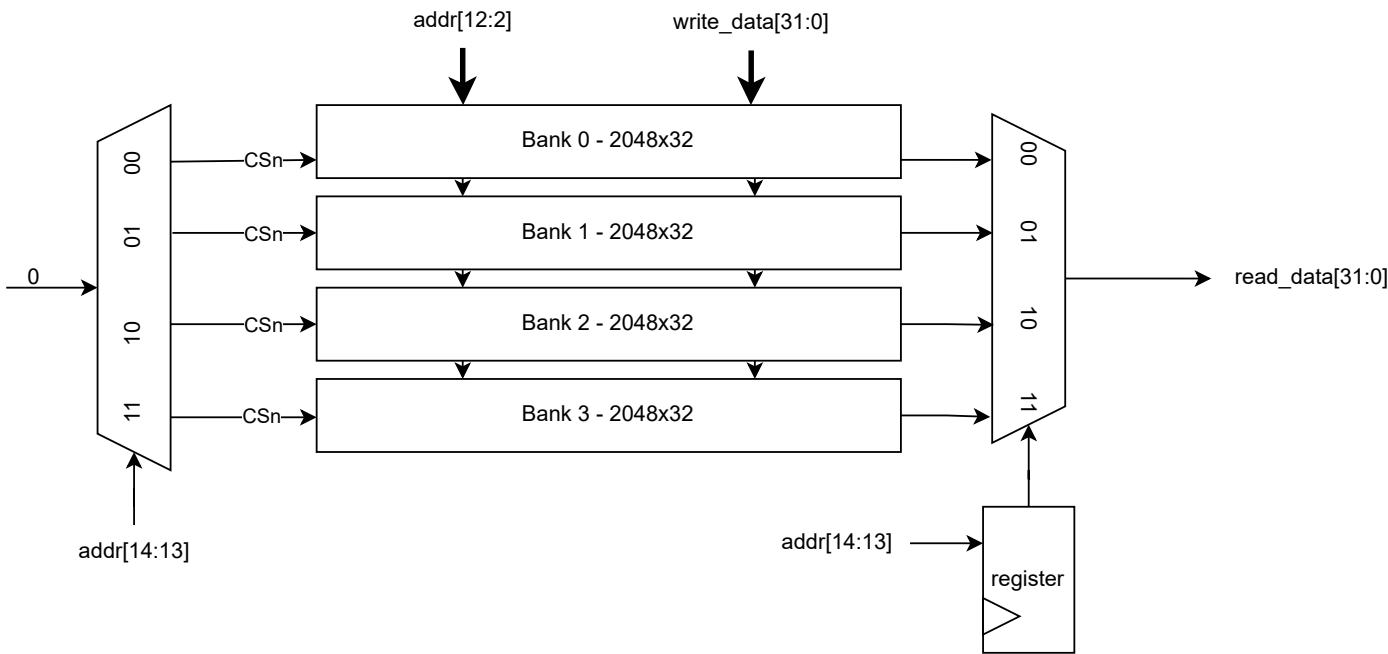 addr[12:2]
write_data[31:0]
Bank 0 - 2048x32
00
CSn
00
Bank 1 - 2048x32
01
CSn
01
0
read_data[31:0]
Bank 2 - 2048x32
10
CSn
10
Bank 3 - 2048x32
11
CSn
11
addr[14:13]
addr[14:13]
register